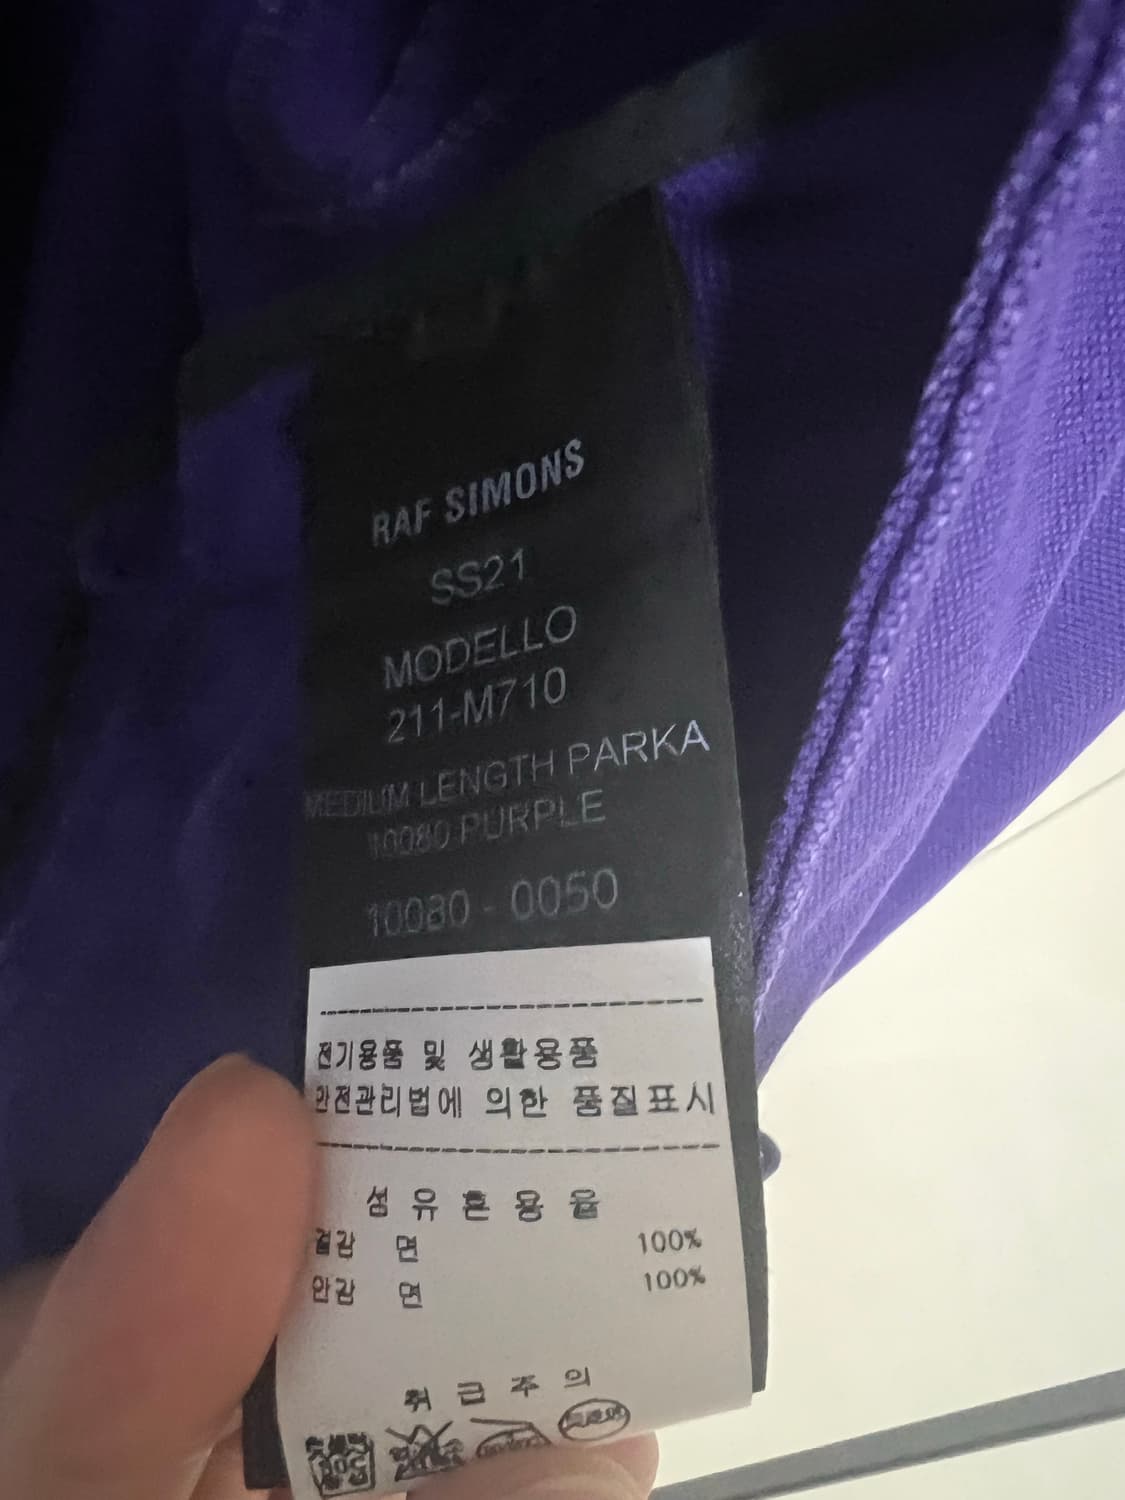 RAF SIMONS
SS21
MODELLO
211-M710
MEDIUM LENGTH PARKA
10080 PURPLE
10080 - 0050
전기용품 및 생활용품
안전관리법에 의한 품질표시
섬유혼용율
겉감 면 100%
안감 면 100%
취급주의